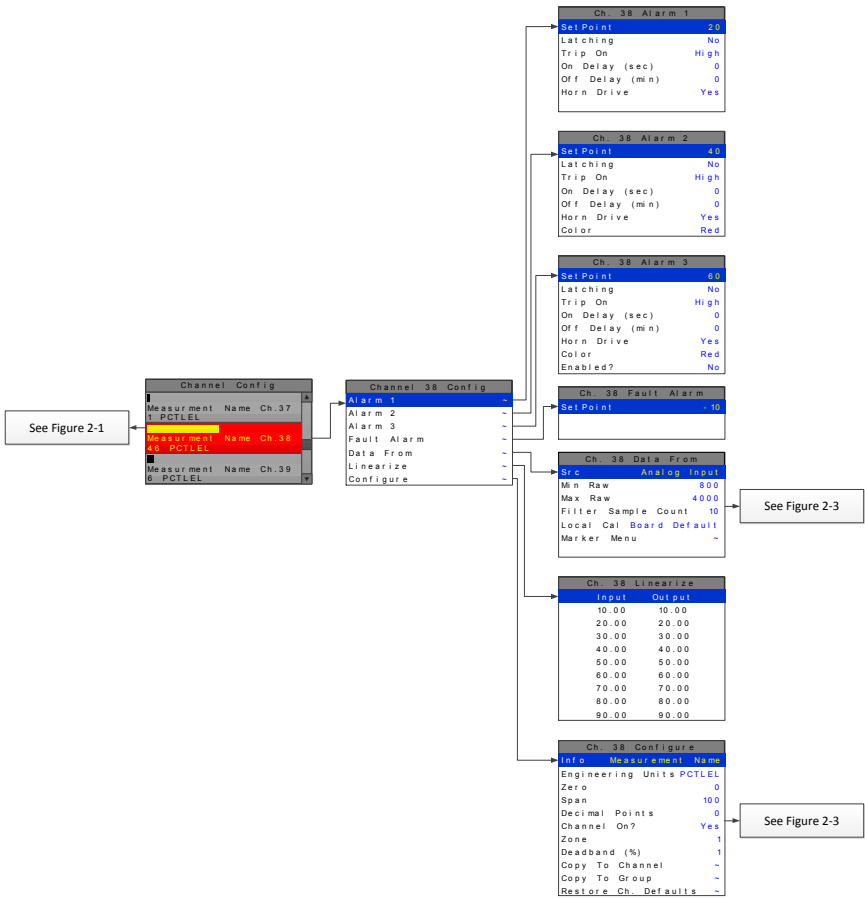 Ch. 38 Alarm 1
SetPoint 20
Latching No
Trip On High
On Delay (sec) 0
Off Delay (min) 0
Horn Drive Yes
Ch. 38 Alarm 2
SetPoint 40
Latching No
Trip On High
On Delay (sec) 0
Off Delay (min) 0
Horn Drive Yes
Color Red
Ch. 38 Alarm 3
SetPoint 60
Latching No
Trip On High
On Delay (sec) 0
Off Delay (min) 0
Horn Drive Yes
Color Red
Enabled? No
See Figure 2-1
Channel Config
Measurment Name Ch.37
1 PCTLEL
Measurment Name Ch.38
46 PCTLEL
Measurment Name Ch.39
6 PCTLEL
Channel 38 Config
Alarm 1 ~
Alarm 2 ~
Alarm 3 ~
Fault Alarm ~
Data From ~
Linearize ~
Configure ~
Ch. 38 Fault Alarm
SetPoint -10
Ch. 38 Data From
Src Analog Input
Min Raw 800
Max Raw 4000
Filter Sample Count 10
Local Cal Board Default
Marker Menu ~
See Figure 2-3
Ch. 38 Linearize
Input Output
10.00 10.00
20.00 20.00
30.00 30.00
40.00 40.00
50.00 50.00
60.00 60.00
70.00 70.00
80.00 80.00
90.00 90.00
Ch. 38 Configure
Info Measurement Name
Engineering Units PCTLEL
Zero 0
Span 100
Decimal Points 0
Channel On? Yes
Zone 1
Deadband (%) 1
Copy To Channel ~
Copy To Group ~
Restore Ch. Defaults ~
See Figure 2-3